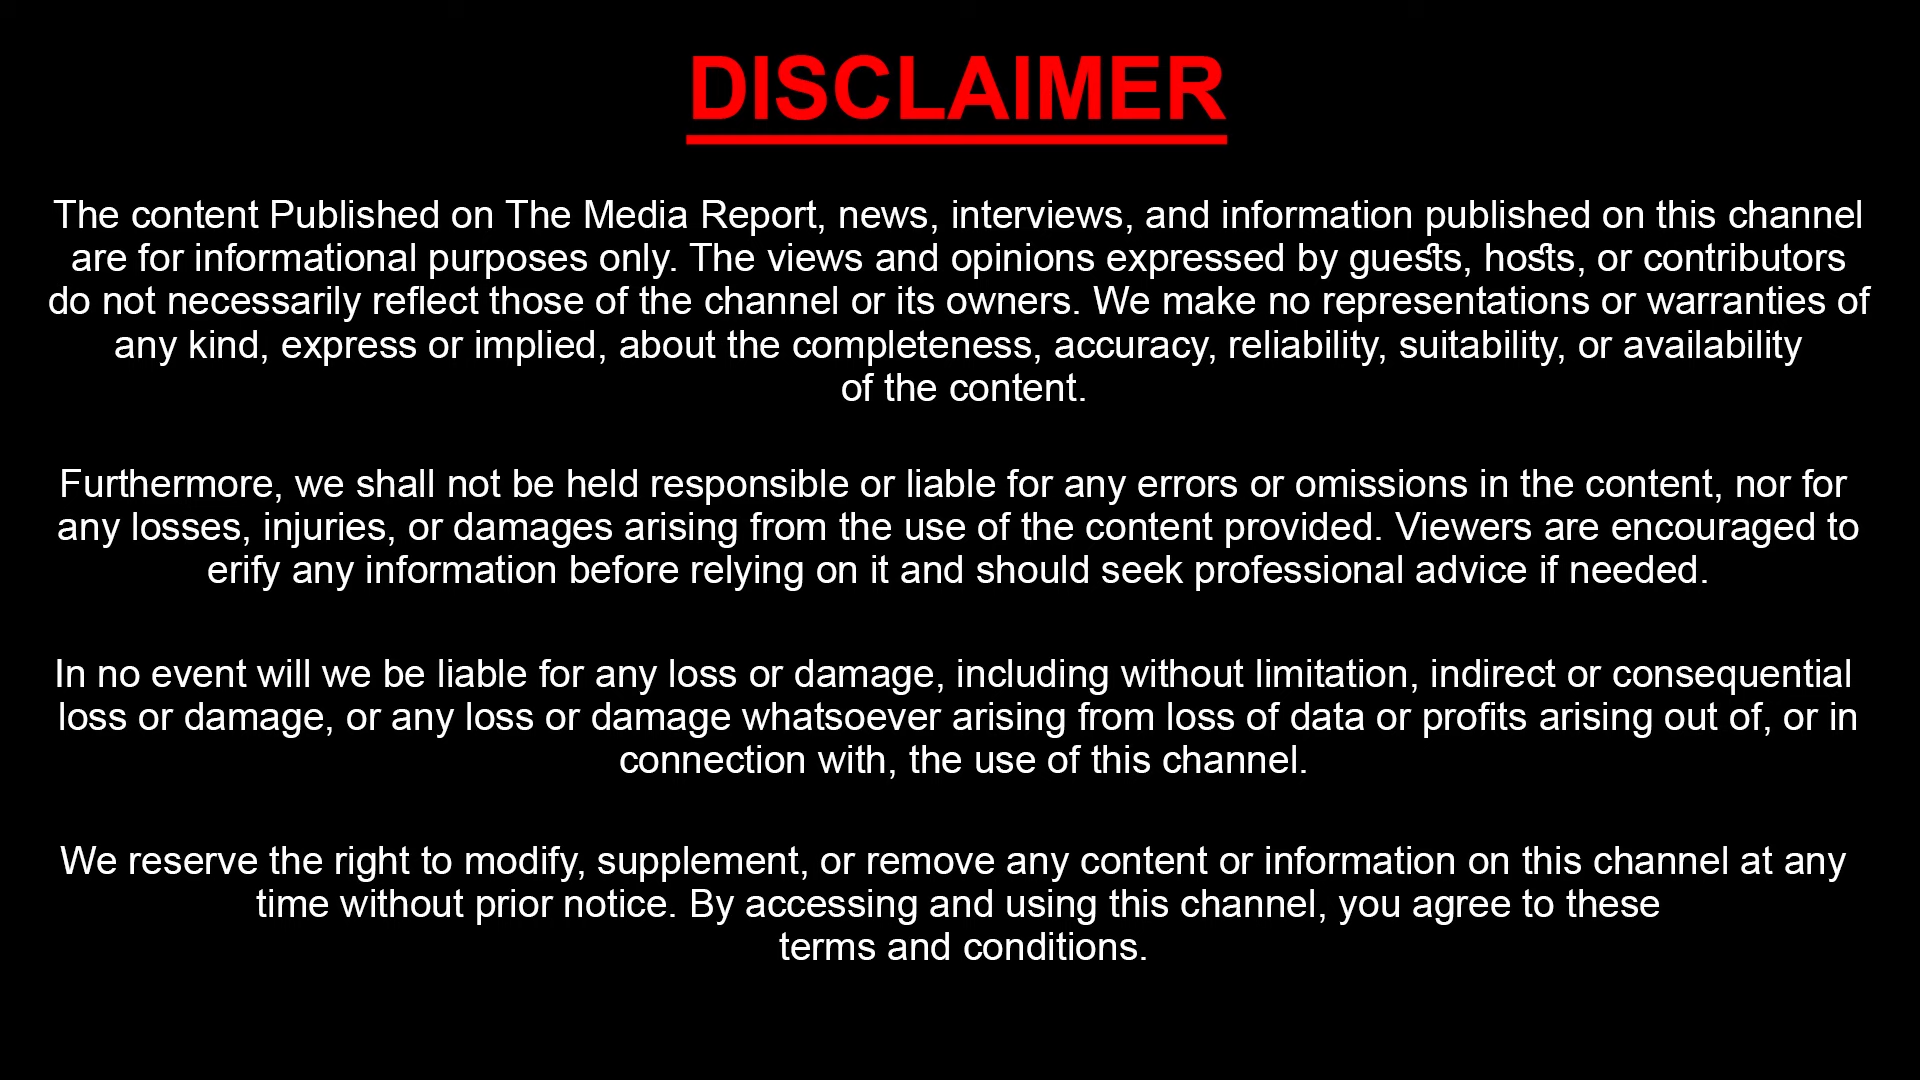 DISCLAIMER
The content Published on The Media Report, news, interviews, and information published on this channel
are for informational purposes only. The views and opinions expressed by guests, hosts, or contributors
do not necessarily reflect those of the channel or its owners. We make no representations or warranties of
any kind, express or implied, about the completeness, accuracy, reliability, suitability, or availability
of the content.
Furthermore, we shall not be held responsible or liable for any errors or omissions in the content, nor for
any losses, injuries, or damages arising from the use of the content provided. Viewers are encouraged to
erify any information before relying on it and should seek professional advice if needed.
In no event will we be liable for any loss or damage, including without limitation, indirect or consequential
loss or damage, or any loss or damage whatsoever arising from loss of data or profits arising out of, or in
connection with, the use of this channel.
We reserve the right to modify, supplement, or remove any content or information on this channel at any
time without prior notice. By accessing and using this channel, you agree to these
terms and conditions.